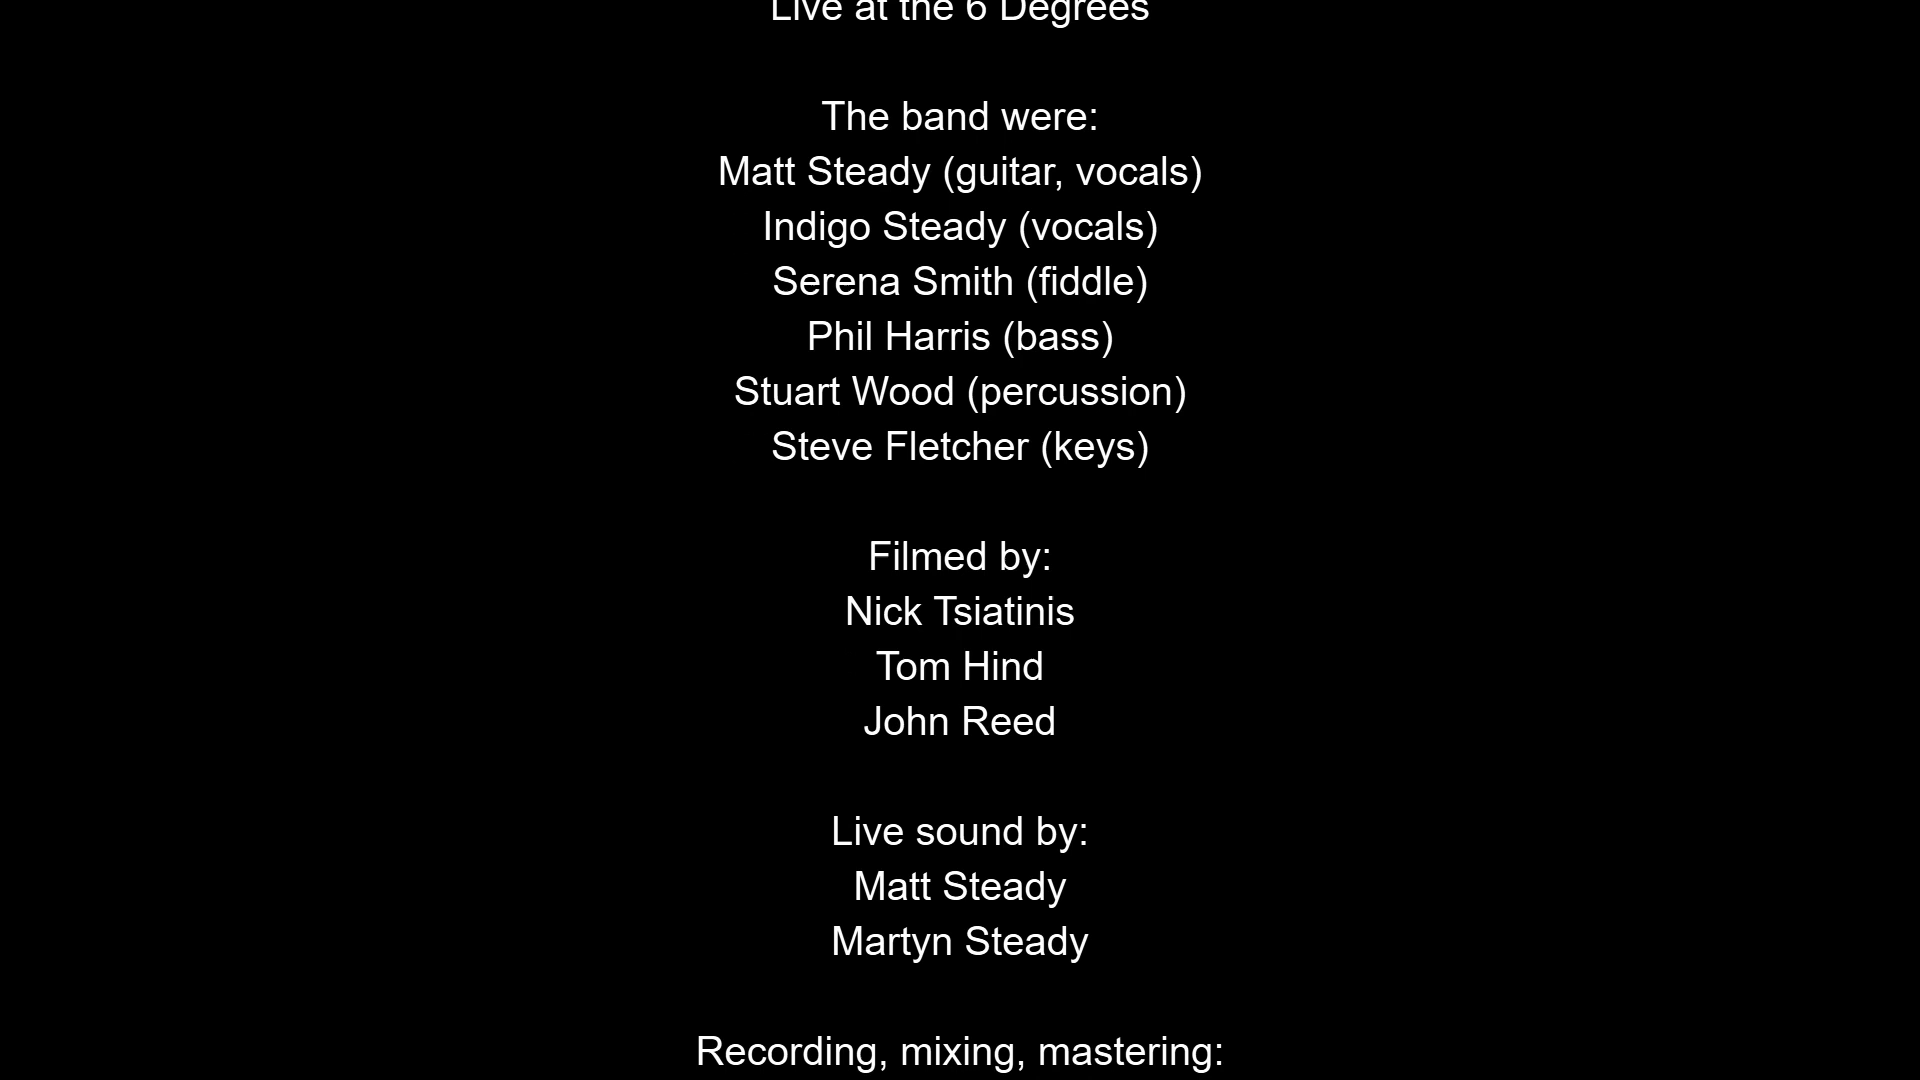 Live at the 6 Degrees
The band were:
Matt Steady (guitar, vocals)
Indigo Steady (vocals)
Serena Smith (fiddle)
Phil Harris (bass)
Stuart Wood (percussion)
Steve Fletcher (keys)
Filmed by:
Nick Tsiatinis
Tom Hind
John Reed
Live sound by:
Matt Steady
Martyn Steady
Recording, mixing, mastering: